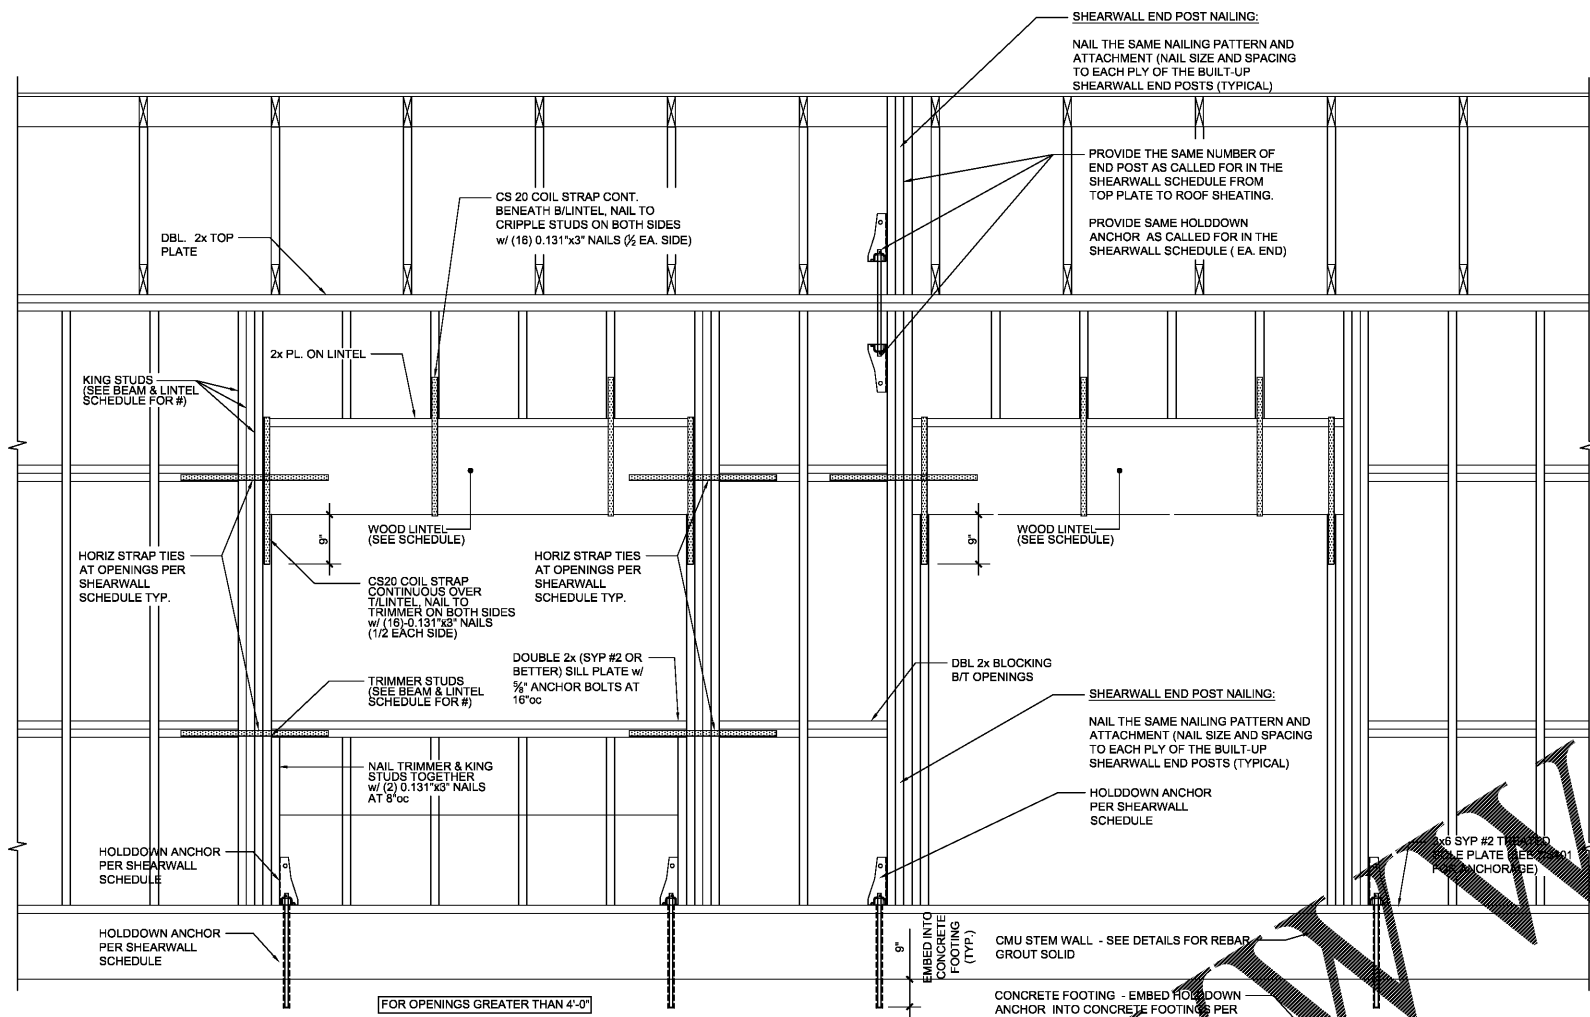 SHEARWALL END POST NAILING:
NAIL THE SAME NAILING PATTERN AND
ATTACHMENT (NAIL SIZE AND SPACING
TO EACH PLY OF THE BUILT-UP
SHEARWALL END POSTS (TYPICAL)
PROVIDE THE SAME NUMBER OF
END POST AS CALLED FOR IN THE
SHEARWALL SCHEDULE FROM
TOP PLATE TO ROOF SHEATING.
PROVIDE SAME HOLDDOWN
ANCHOR AS CALLED FOR IN THE
SHEARWALL SCHEDULE ( EA. END)
CS 20 COIL STRAP CONT.
BENEATH B/LINTEL, NAIL TO
CRIPPLE STUDS ON BOTH SIDES
w/ (16) 0.131"x3" NAILS (½ EA. SIDE)
DBL. 2x TOP
PLATE
2x PL. ON LINTEL
KING STUDS
(SEE BEAM & LINTEL
SCHEDULE FOR #)
WOOD LINTEL
(SEE SCHEDULE)
WOOD LINTEL
(SEE SCHEDULE)
9"
9"
HORIZ STRAP TIES
AT OPENINGS PER
SHEARWALL
SCHEDULE TYP.
HORIZ STRAP TIES
AT OPENINGS PER
SHEARWALL
SCHEDULE TYP.
CS20 COIL STRAP
CONTINUOUS OVER
T/LINTEL, NAIL TO
TRIMMER ON BOTH SIDES
w/ (16)-0.131"x3" NAILS
(1/2 EACH SIDE)
DOUBLE 2x (SYP #2 OR
BETTER) SILL PLATE w/
⅝" ANCHOR BOLTS AT
16"oc
DBL 2x BLOCKING
B/T OPENINGS
TRIMMER STUDS
(SEE BEAM & LINTEL
SCHEDULE FOR #)
SHEARWALL END POST NAILING:
NAIL THE SAME NAILING PATTERN AND
ATTACHMENT (NAIL SIZE AND SPACING
TO EACH PLY OF THE BUILT-UP
SHEARWALL END POSTS (TYPICAL)
NAIL TRIMMER & KING
STUDS TOGETHER
w/ (2) 0.131"x3" NAILS
AT 8"oc
HOLDDOWN ANCHOR
PER SHEARWALL
SCHEDULE
HOLDDOWN ANCHOR
PER SHEARWALL
SCHEDULE
SYP #2 TREATED
PLATE
FOR ANCHORAGE)
HOLDDOWN ANCHOR
PER SHEARWALL
SCHEDULE
9"
EMBED INTO
CONCRETE
FOOTING
(TYP.)
CMU STEM WALL - SEE DETAILS FOR REBAR
GROUT SOLID
FOR OPENINGS GREATER THAN 4'-0"
CONCRETE FOOTING - EMBED HOLDDOWN
ANCHOR INTO CONCRETE FOOTINGS PER
WWW